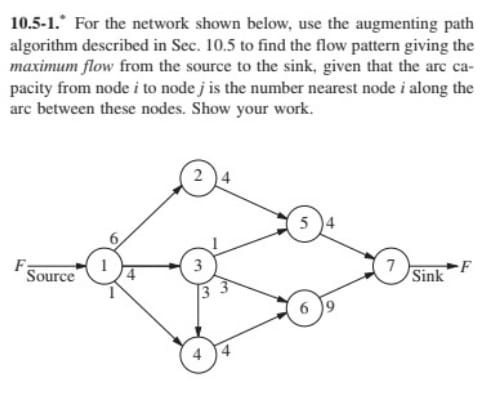 10.5-1.* For the network shown below, use the augmenting path
algorithm described in Sec. 10.5 to find the flow pattern giving the
maximum flow from the source to the sink, given that the arc ca-
pacity from node i to node j is the number nearest node i along the
arc between these nodes. Show your work.
2 4
5 4
6
1
F
Source
1 4
3
7
F
Sink
1
3 3
6 9
4 4